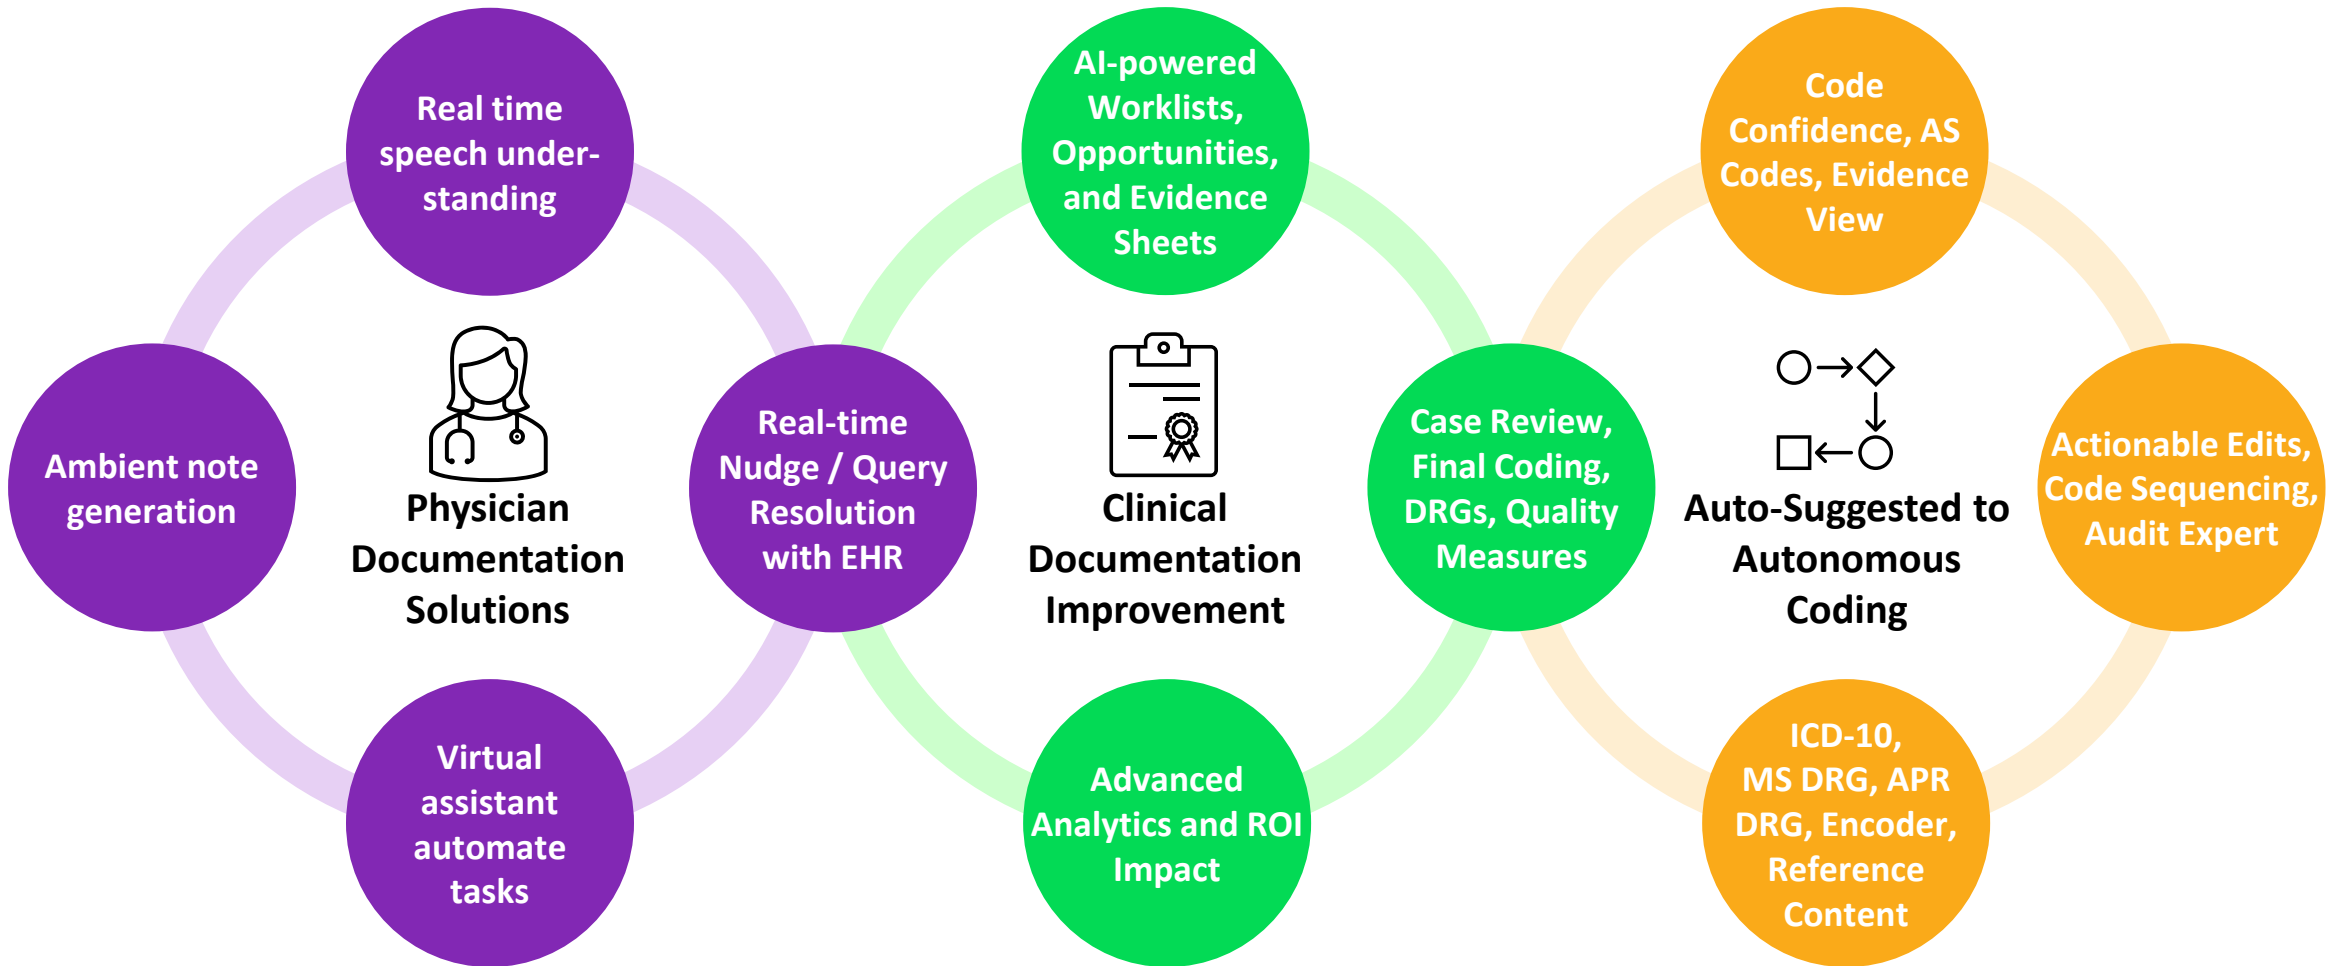 Real time
speech under-
standing
Ambient note
generation
Physician
Documentation
Solutions
Virtual
assistant
automate
tasks
Real-time
Nudge / Query
Resolution
with EHR
AI-powered
Worklists,
Opportunities,
and Evidence
Sheets
Clinical
Documentation
Improvement
Advanced
Analytics and ROI
Impact
Case Review,
Final Coding,
DRGs, Quality
Measures
Code
Confidence, AS
Codes, Evidence
View
Auto-Suggested to
Autonomous
Coding
ICD-10,
MS DRG, APR
DRG, Encoder,
Reference
Content
Actionable Edits,
Code Sequencing,
Audit Expert